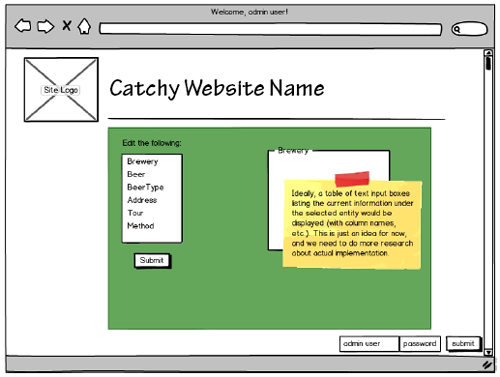 Welcome, admin user!
Site Logo
Catchy Website Name
Edit the folowing:
Brewery
Beer
BeerType
Address
Tour
Method
Submit
Brewery
Ideally, a table of text input boxes
listing the current information under
the selected entity would be
displayed (with column names,
etc.). This is just an idea for now,
and we need to do more research
about actual implementation.
admin user
password
submit